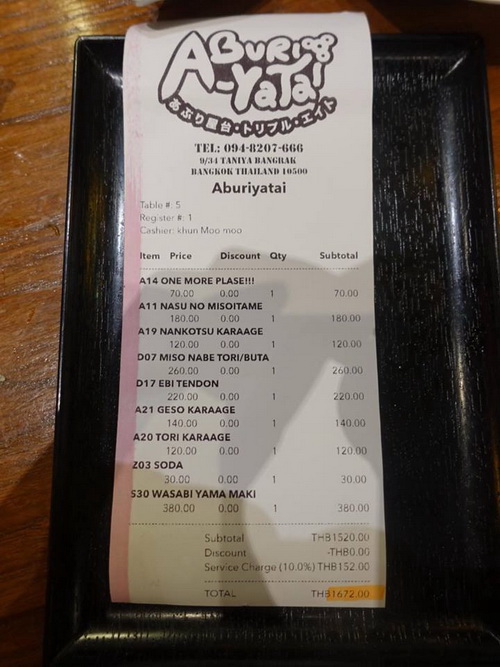 ABURI
A-YaTai
あぶり屋台・トリプル・エイト
TEL: 094-8207-666
9/34 TANIYA BANGRAK
BANGKOK THAILAND 10500
Aburiyatai
Table #: 5
Register #: 1
Cashier: khun Moo moo
Item Price Discount Qty Subtotal
A14 ONE MORE PLASE!!!
70.00 0.00 1 70.00
A11 NASU NO MISOITAME
180.00 0.00 1 180.00
A19 NANKOTSU KARAAGE
120.00 0.00 1 120.00
D07 MISO NABE TORI/BUTA
260.00 0.00 1 260.00
D17 EBI TENDON
220.00 0.00 1 220.00
A21 GESO KARAAGE
140.00 0.00 1 140.00
A20 TORI KARAAGE
120.00 0.00 1 120.00
Z03 SODA
30.00 0.00 1 30.00
S30 WASABI YAMA MAKI
380.00 0.00 1 380.00
Subtotal THB1520.00
Discount -THB0.00
Service Charge (10.0%) THB152.00
TOTAL THB1672.00